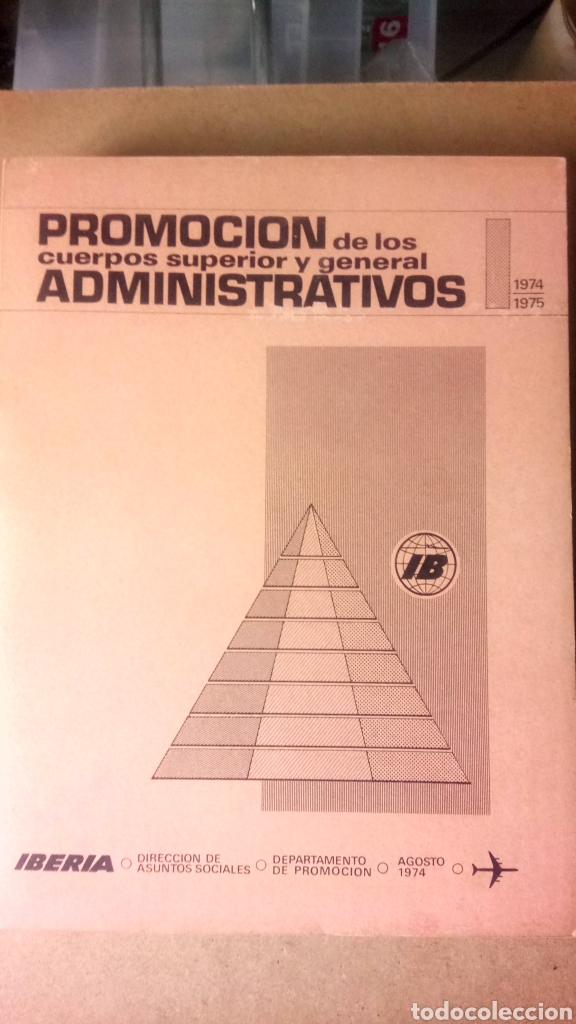 16
PROMOCION de los
cuerpos superior y general
ADMINISTRATIVOS
1974
1975
IB
IBERIA
DIRECCION DE
ASUNTOS SOCIALES
DEPARTAMENTO
DE PROMOCION
AGOSTO
1974
todocoleccion